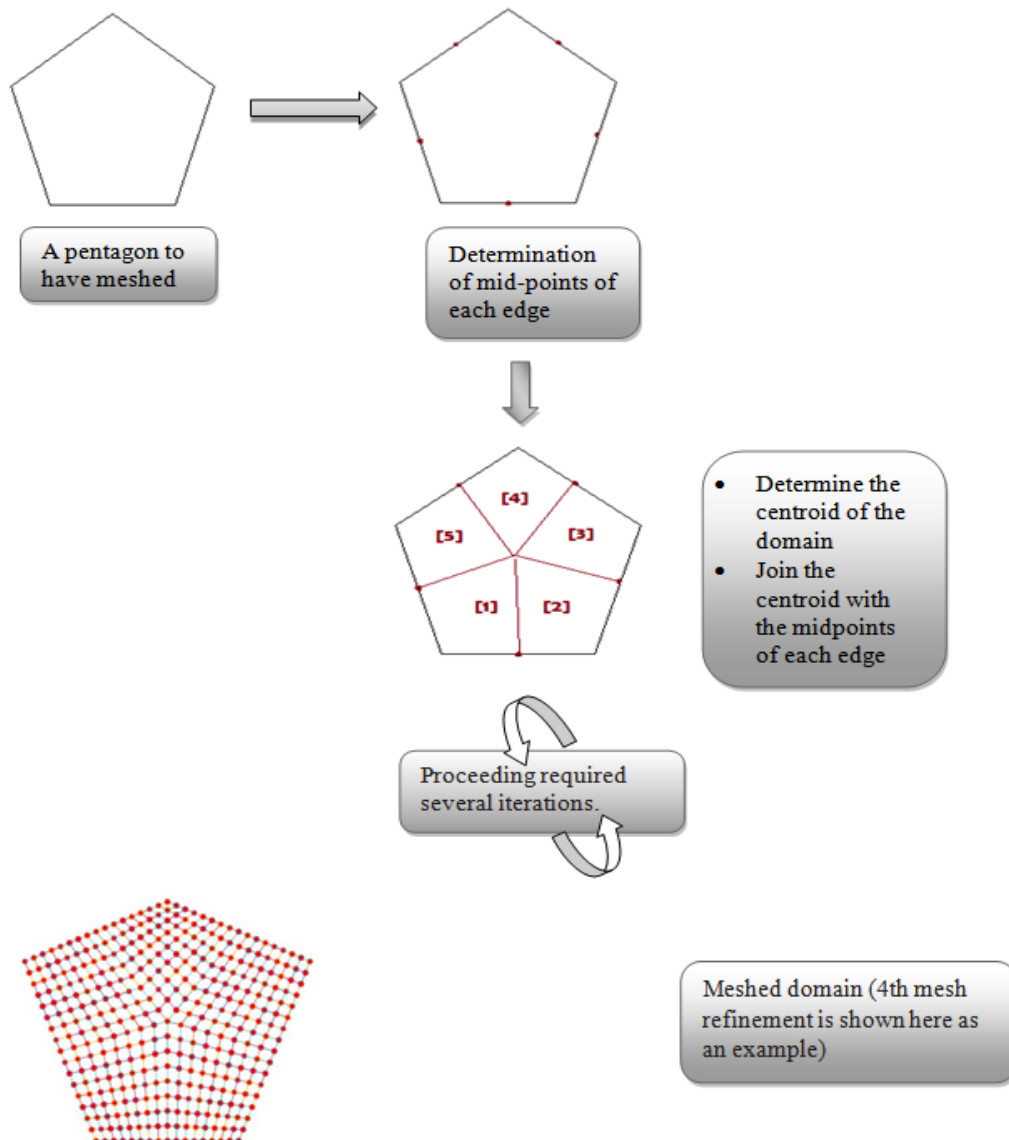 A pentagon to
have meshed
Determination
of mid-points of
each edge
[4]
[5]
[3]
[1]
[2]
• Determine the
centroid of the
domain
• Join the
centroid with
the midpoints
of each edge
Proceeding required
several iterations.
Meshed domain (4th mesh
refinement is shown here as
an example)